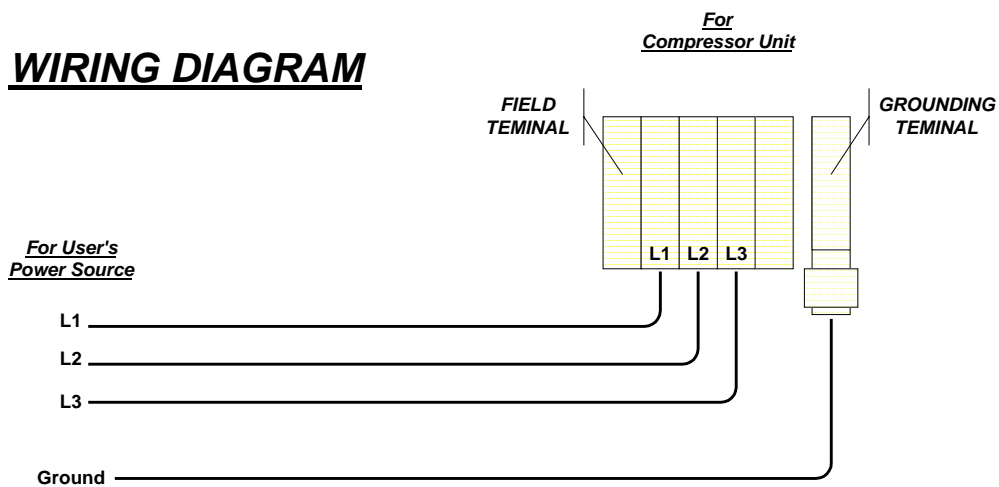 For
Compressor Unit
WIRING DIAGRAM
FIELD
TEMINAL
GROUNDING
TEMINAL
L1 L2 L3
For User's
Power Source
L1
L2
L3
Ground